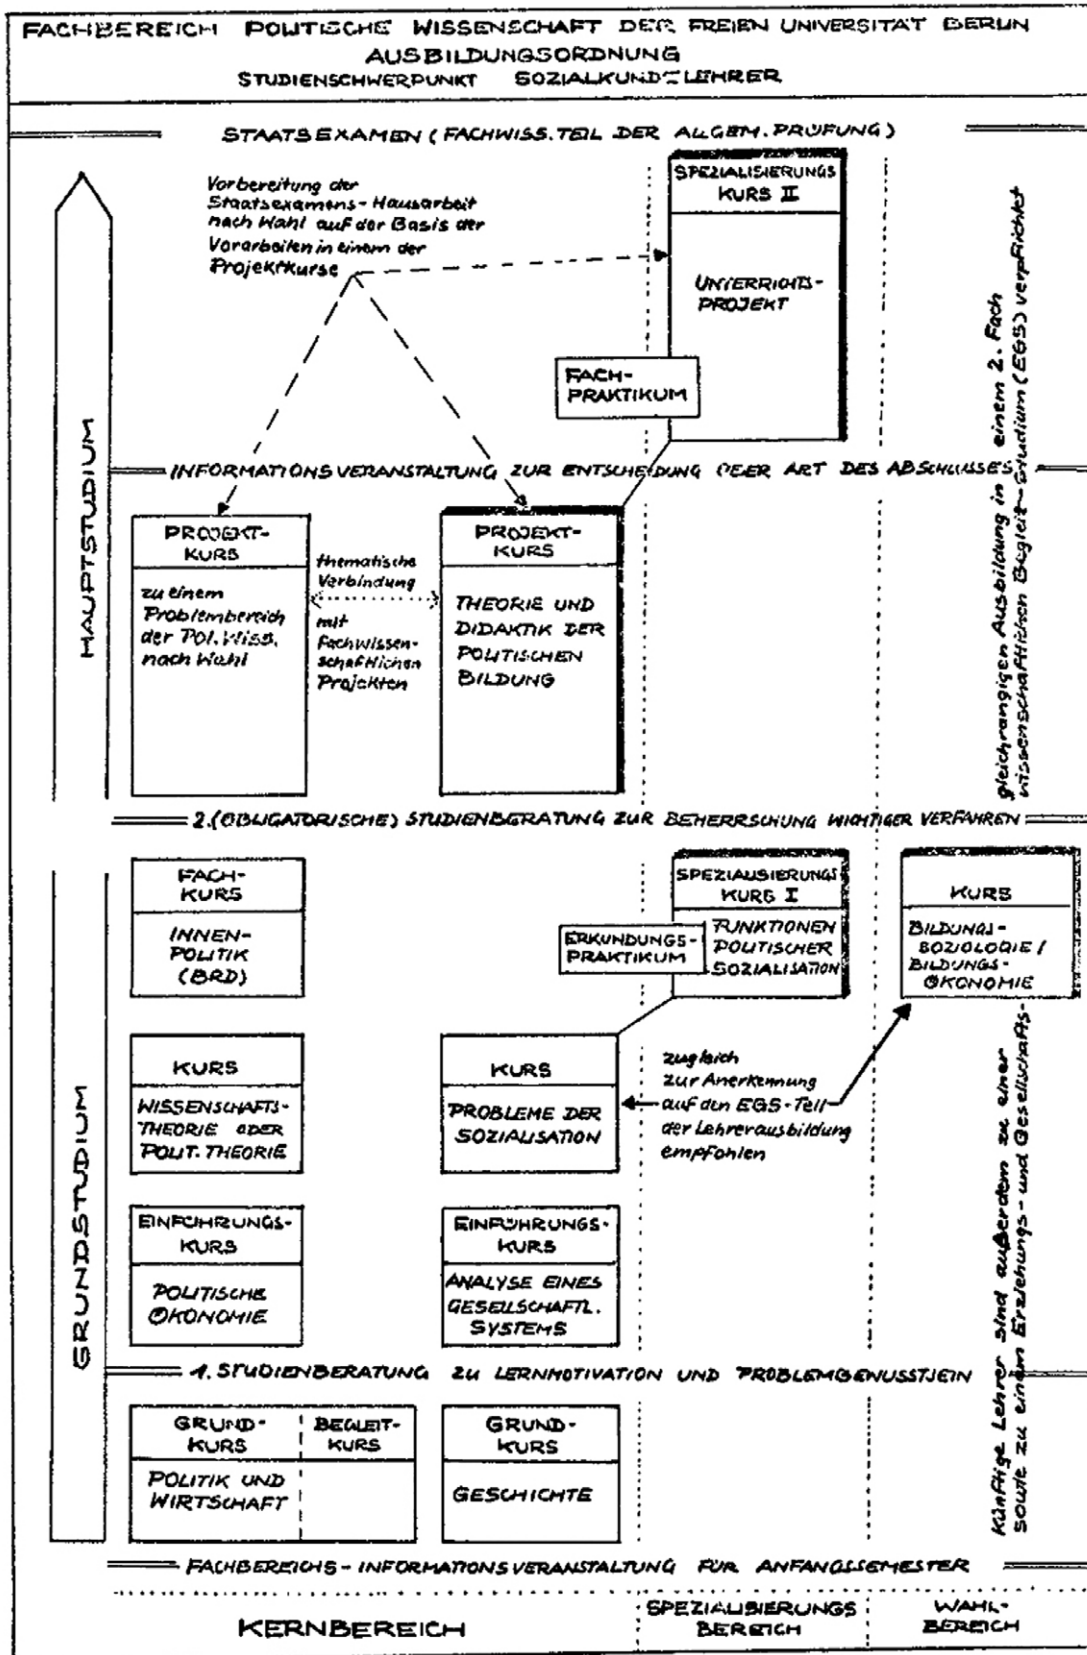 FACHBEREICH POLITISCHE WISSENSCHAFT DER FREIEN UNIVERSITÄT BERLIN
AUSBILDUNGSORDNUNG
STUDIENSCHWERPUNKT SOZIALKUNDELEHRER
STAATSEXAMEN (FACHWISS. TEIL DER ALLGEM. PRÜFUNG)
Vorbereitung der
Staatsexamens-Hausarbeit
nach Wahl auf der Basis der
Vorarbeiten in einem der
Projektkurse
SPEZIALISIERUNGS
KURS II
UNTERRICHTS-
PROJEKT
FACH-
PRAKTIKUM
HAUPTSTUDIUM
INFORMATIONSVERANSTALTUNG ZUR ENTSCHEIDUNG ÜBER ART DES ABSCHLUSSES
PROJEKT-
KURS
zu einem
Problembereich
der Pol. Wiss.
nach Wahl
thematische
Verbindung
mit
Fachwissen-
schaftlichen
Projekten
PROJEKT-
KURS
THEORIE UND
DIDAKTIK DER
POLITISCHEN
BILDUNG
2. (OBLIGATORISCHE) STUDIENBERATUNG ZUR BEHERRSCHUNG WICHTIGER VERFAHREN
FACH-
KURS
INNEN-
POLITIK
(BRD)
SPEZIALISIERUNGS
KURS I
FUNKTIONEN
POLITISCHER
SOZIALISATION
ERKUNDUNGS-
PRAKTIKUM
KURS
BILDUNGS-
SOZIOLOGIE /
BILDUNGS-
ÖKONOMIE
GRUNDSTUDIUM
KURS
WISSENSCHAFTS-
THEORIE ODER
POLIT. THEORIE
KURS
PROBLEME DER
SOZIALISATION
zugleich
zur Anerkennung
auf den EGS-Teil
der Lehrerausbildung
empfohlen
EINFÜHRUNGS-
KURS
POLITISCHE
ÖKONOMIE
EINFÜHRUNGS-
KURS
ANALYSE EINES
GESELLSCHAFTL.
SYSTEMS
1. STUDIENBERATUNG ZU LERNMOTIVATION UND PROBLEMBEWUSSTSEIN
GRUND-
KURS
BEGLEIT-
KURS
POLITIK UND
WIRTSCHAFT
GRUND-
KURS
GESCHICHTE
Künftige Lehrer sind außerdem zu einer gleichrangigen Ausbildung in einem 2. Fach
sowie zu einem Erziehungs- und Gesellschafts-wissenschaftlichen Begleit-Studium (EGS) verpflichtet
FACHBEREICHS-INFORMATIONSVERANSTALTUNG FÜR ANFANGSSEMESTER
KERNBEREICH
SPEZIALISIERUNGS
BEREICH
WAHL-
BEREICH